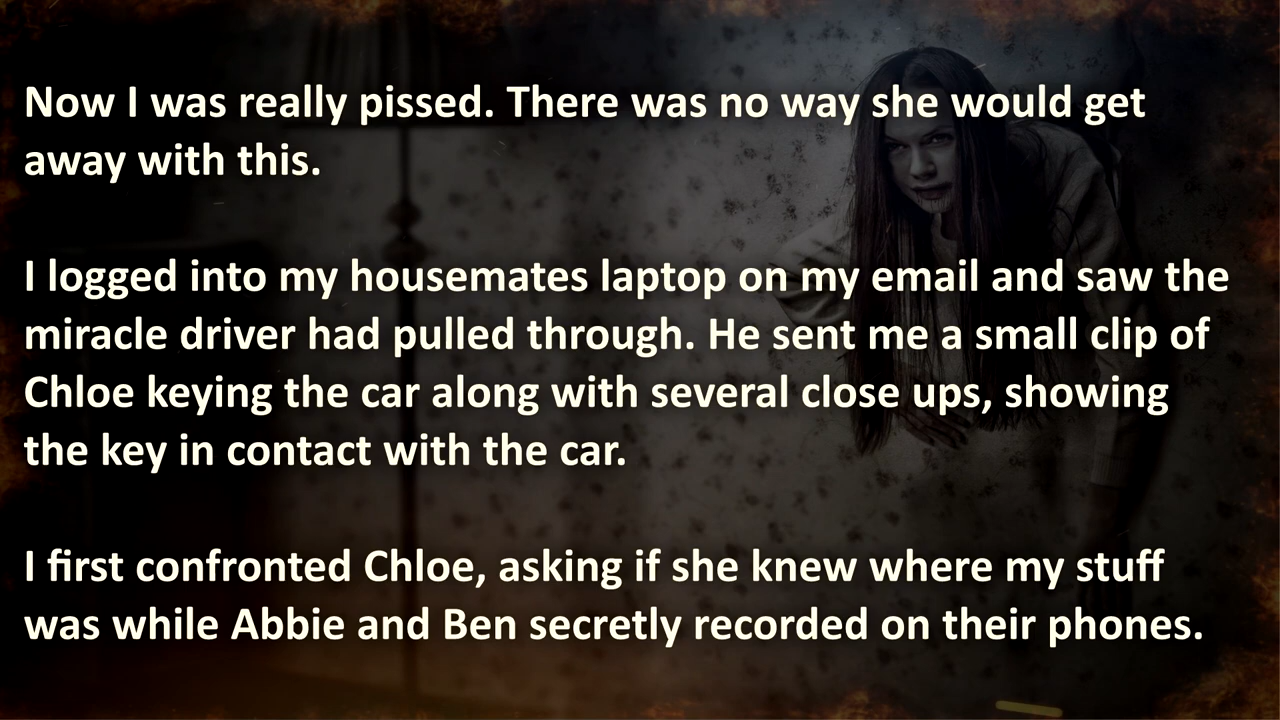 Now I was really pissed. There was no way she would get
away with this.
I logged into my housemates laptop on my email and saw the
miracle driver had pulled through. He sent me a small clip of
Chloe keying the car along with several close ups, showing
the key in contact with the car.
I first confronted Chloe, asking if she knew where my stuff
was while Abbie and Ben secretly recorded on their phones.